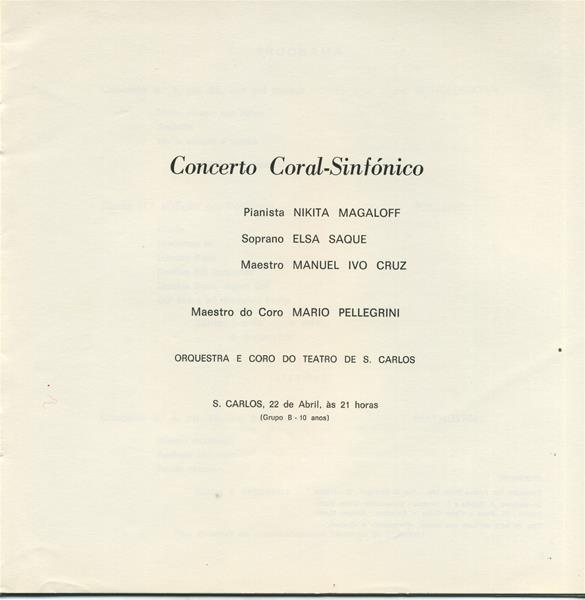 Concerto Coral-Sinfónico
Pianista NIKITA MAGALOFF
Soprano ELSA SAQUE
Maestro MANUEL IVO CRUZ
Maestro do Coro MARIO PELLEGRINI
ORQUESTRA E CORO DO TEATRO DE S. CARLOS
S. CARLOS, 22 de Abril, às 21 horas
(Grupo B - 10 anos)